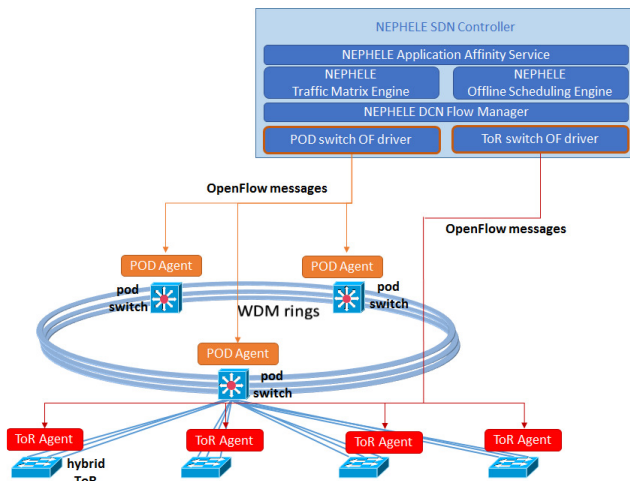 NEPHELE SDN Controller
NEPHELE Application Affinity Service
NEPHELE
Traffic Matrix Engine
NEPHELE
Offline Scheduling Engine
NEPHELE DCN Flow Manager
POD switch OF driver
ToR switch OF driver
OpenFlow messages
OpenFlow messages
POD Agent
POD Agent
pod
switch
pod
switch
WDM rings
POD Agent
pod
switch
ToR Agent
ToR Agent
ToR Agent
ToR Agent
hybrid
ToR